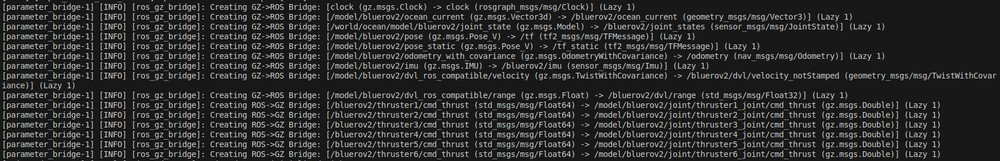 [parameter_bridge-1] [INFO] [ros_gz_bridge]: Creating GZ->ROS Bridge: [clock (gz.msgs.Clock) -> clock (rosgraph_msgs/msg/Clock)] (Lazy 1)
[parameter_bridge-1] [INFO] [ros_gz_bridge]: Creating GZ->ROS Bridge: [/model/bluerov2/ocean_current (gz.msgs.Vector3d) -> /bluerov2/ocean_current (geometry_msgs/msg/Vector3)] (Lazy 1)
[parameter_bridge-1] [INFO] [ros_gz_bridge]: Creating GZ->ROS Bridge: [/world/ocean/model/bluerov2/joint_state (gz.msgs.Model) -> /bluerov2/joint_states (sensor_msgs/msg/JointState)] (Lazy 1)
[parameter_bridge-1] [INFO] [ros_gz_bridge]: Creating GZ->ROS Bridge: [/model/bluerov2/pose (gz.msgs.Pose_V) -> /tf (tf2_msgs/msg/TFMessage)] (Lazy 1)
[parameter_bridge-1] [INFO] [ros_gz_bridge]: Creating GZ->ROS Bridge: [/model/bluerov2/pose_static (gz.msgs.Pose_V) -> /tf_static (tf2_msgs/msg/TFMessage)] (Lazy 1)
[parameter_bridge-1] [INFO] [ros_gz_bridge]: Creating GZ->ROS Bridge: [/model/bluerov2/odometry_with_covariance (gz.msgs.OdometryWithCovariance) -> /odometry (nav_msgs/msg/Odometry)] (Lazy 1)
[parameter_bridge-1] [INFO] [ros_gz_bridge]: Creating GZ->ROS Bridge: [/model/bluerov2/imu (gz.msgs.IMU) -> /bluerov2/imu (sensor_msgs/msg/Imu)] (Lazy 1)
[parameter_bridge-1] [INFO] [ros_gz_bridge]: Creating GZ->ROS Bridge: [/model/bluerov2/dvl_ros_compatible/velocity (gz.msgs.TwistWithCovariance) -> /bluerov2/dvl/velocity_notStamped (geometry_msgs/msg/TwistWithCovar
iance)] (Lazy 1)
[parameter_bridge-1] [INFO] [ros_gz_bridge]: Creating GZ->ROS Bridge: [/model/bluerov2/dvl_ros_compatible/range (gz.msgs.Float) -> /bluerov2/dvl/range (std_msgs/msg/Float32)] (Lazy 1)
[parameter_bridge-1] [INFO] [ros_gz_bridge]: Creating ROS->GZ Bridge: [/bluerov2/thruster1/cmd_thrust (std_msgs/msg/Float64) -> /model/bluerov2/joint/thruster1_joint/cmd_thrust (gz.msgs.Double)] (Lazy 1)
[parameter_bridge-1] [INFO] [ros_gz_bridge]: Creating ROS->GZ Bridge: [/bluerov2/thruster2/cmd_thrust (std_msgs/msg/Float64) -> /model/bluerov2/joint/thruster2_joint/cmd_thrust (gz.msgs.Double)] (Lazy 1)
[parameter_bridge-1] [INFO] [ros_gz_bridge]: Creating ROS->GZ Bridge: [/bluerov2/thruster3/cmd_thrust (std_msgs/msg/Float64) -> /model/bluerov2/joint/thruster3_joint/cmd_thrust (gz.msgs.Double)] (Lazy 1)
[parameter_bridge-1] [INFO] [ros_gz_bridge]: Creating ROS->GZ Bridge: [/bluerov2/thruster4/cmd_thrust (std_msgs/msg/Float64) -> /model/bluerov2/joint/thruster4_joint/cmd_thrust (gz.msgs.Double)] (Lazy 1)
[parameter_bridge-1] [INFO] [ros_gz_bridge]: Creating ROS->GZ Bridge: [/bluerov2/thruster5/cmd_thrust (std_msgs/msg/Float64) -> /model/bluerov2/joint/thruster5_joint/cmd_thrust (gz.msgs.Double)] (Lazy 1)
[parameter_bridge-1] [INFO] [ros_gz_bridge]: Creating ROS->GZ Bridge: [/bluerov2/thruster6/cmd_thrust (std_msgs/msg/Float64) -> /model/bluerov2/joint/thruster6_joint/cmd_thrust (gz.msgs.Double)] (Lazy 1)